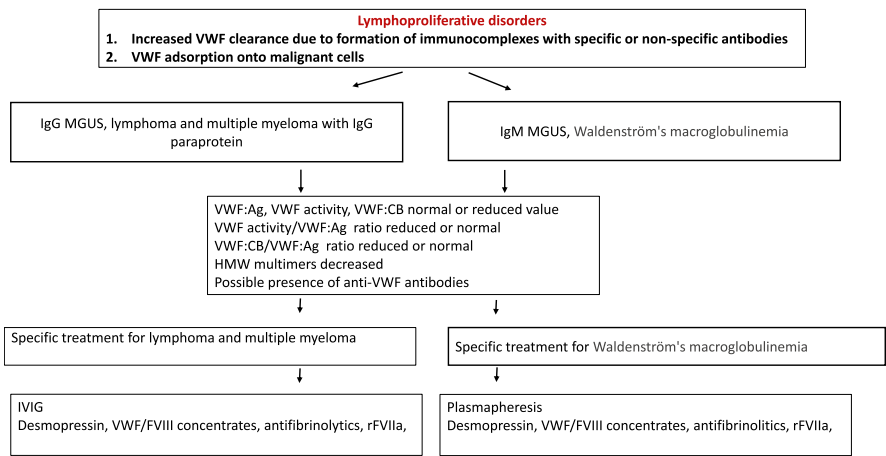 Lymphoproliferative disorders
1. Increased VWF clearance due to formation of immunocomplexes with specific or non-specific antibodies
2. VWF adsorption onto malignant cells
IgG MGUS, lymphoma and multiple myeloma with IgG
paraprotein
IgM MGUS, Waldenström's macroglobulinemia
VWF:Ag, VWF activity, VWF:CB normal or reduced value
VWF activity/VWF:Ag ratio reduced or normal
VWF:CB/VWF:Ag ratio reduced or normal
HMW multimers decreased
Possible presence of anti-VWF antibodies
Specific treatment for lymphoma and multiple myeloma
Specific treatment for Waldenström's macroglobulinemia
IVIG
Desmopressin, VWF/FVIII concentrates, antifibrinolytics, rFVIIa,
Plasmapheresis
Desmopressin, VWF/FVIII concentrates, antifibrinolitics, rFVIIa,